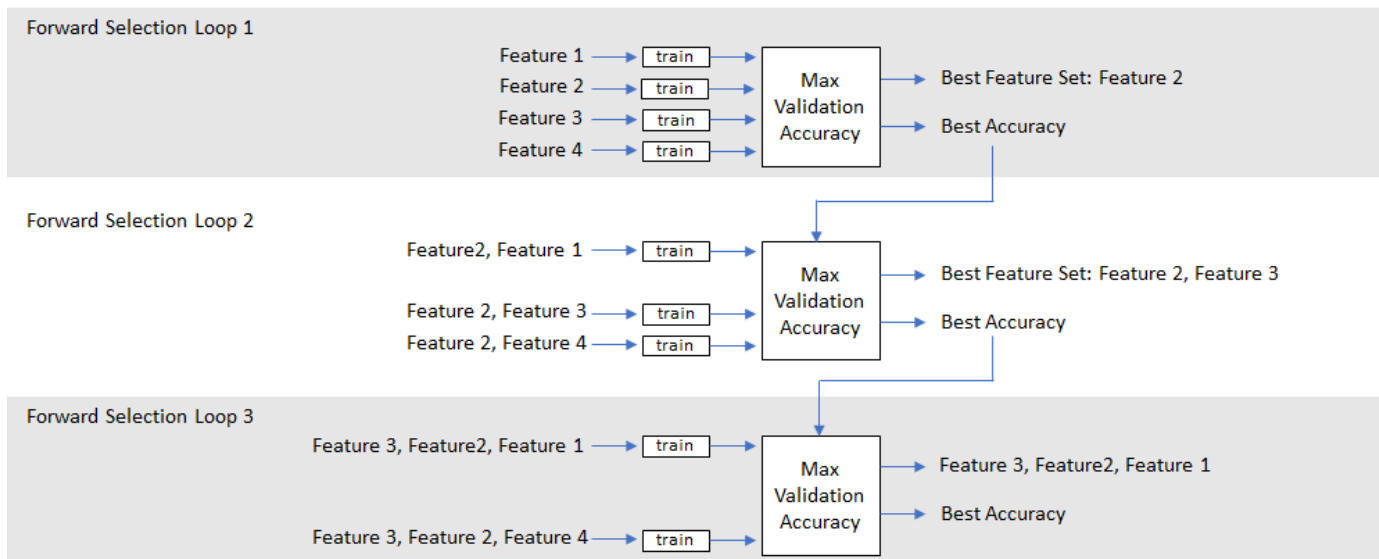 Forward Selection Loop 1
Feature 1
train
Feature 2
train
Feature 3
train
Feature 4
train
Max
Validation
Accuracy
Best Feature Set: Feature 2
Best Accuracy
Forward Selection Loop 2
Feature2, Feature 1
train
Feature 2, Feature 3
train
Feature 2, Feature 4
train
Max
Validation
Accuracy
Best Feature Set: Feature 2, Feature 3
Best Accuracy
Forward Selection Loop 3
Feature 3, Feature2, Feature 1
train
Feature 3, Feature 2, Feature 4
train
Max
Validation
Accuracy
Feature 3, Feature2, Feature 1
Best Accuracy